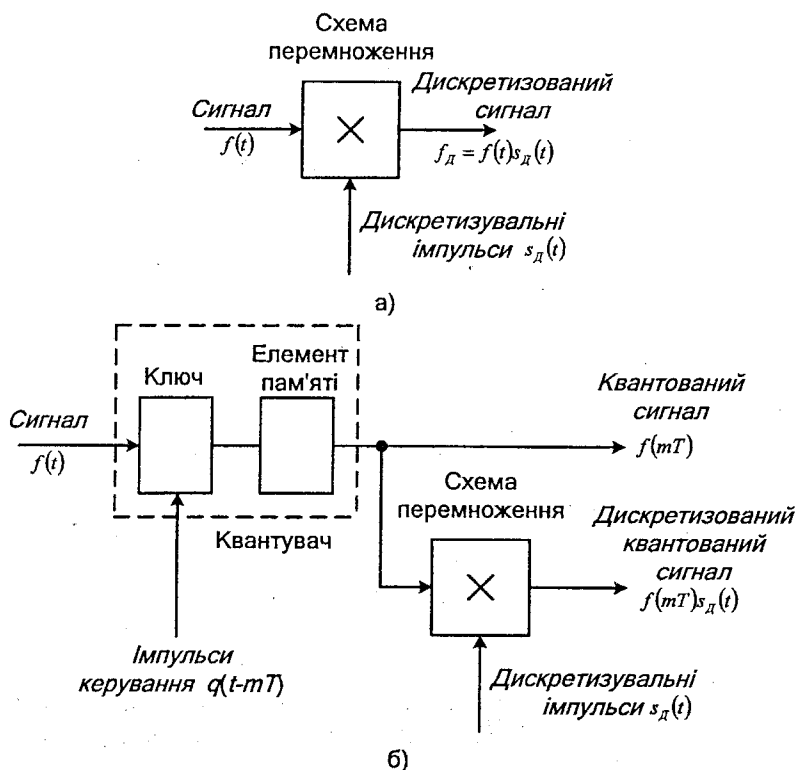 Схема
перемноження
Сигнал
f(t)
×
Дискретизований
сигнал
f_Д = f(t)s_Д(t)
Дискретизувальні
імпульси s_Д(t)
а)
Сигнал
f(t)
Ключ
Елемент
пам'яті
Квантувач
Імпульси
керування q(t-mT)
Квантований
сигнал
f(mT)
Схема
перемноження
×
Дискретизований
квантований
сигнал
f(mT)s_Д(t)
Дискретизувальні
імпульси s_Д(t)
б)